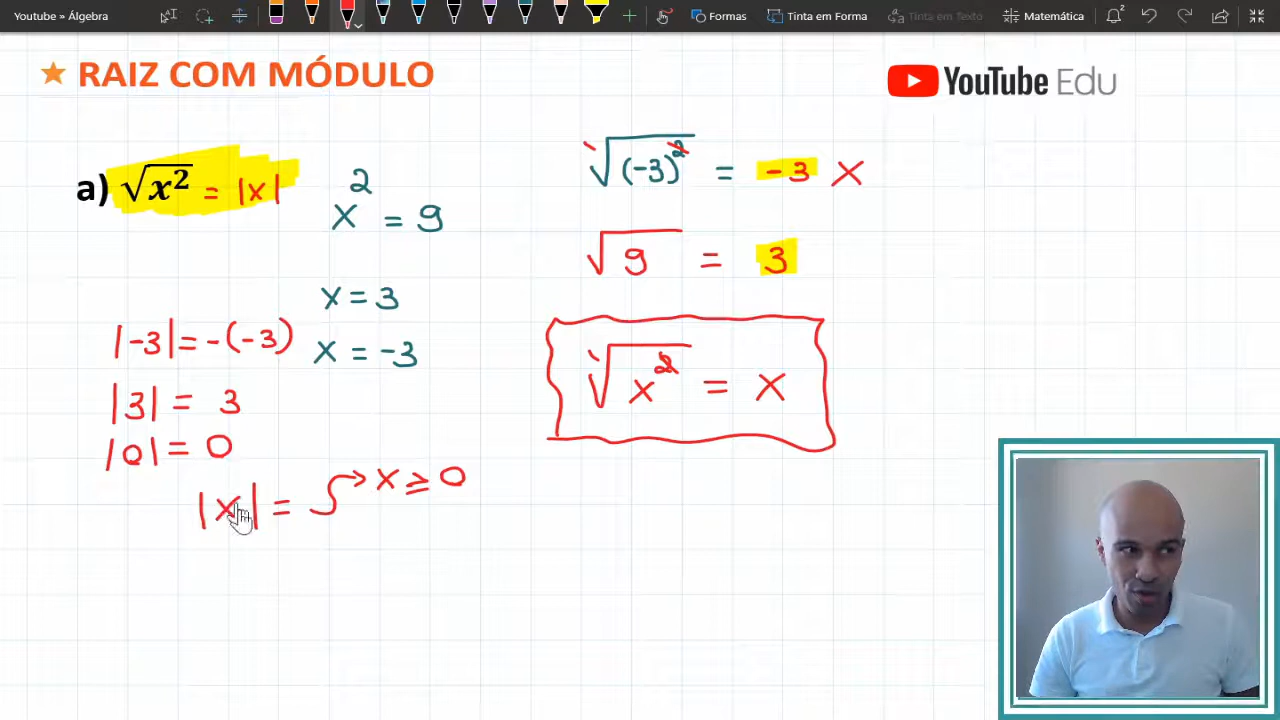 Youtube » Álgebra
Formas
Tinta em Forma
Tinta em Texto
Matemática
2
RAIZ COM MÓDULO
YouTube Edu
a) √x² = |x|
x² = 9
x = 3
x = -3
|-3| = -(-3)
|3| = 3
|0| = 0
|x| = x ≥ 0
√(-3)² = -3 X
√9 = 3
√x² = x